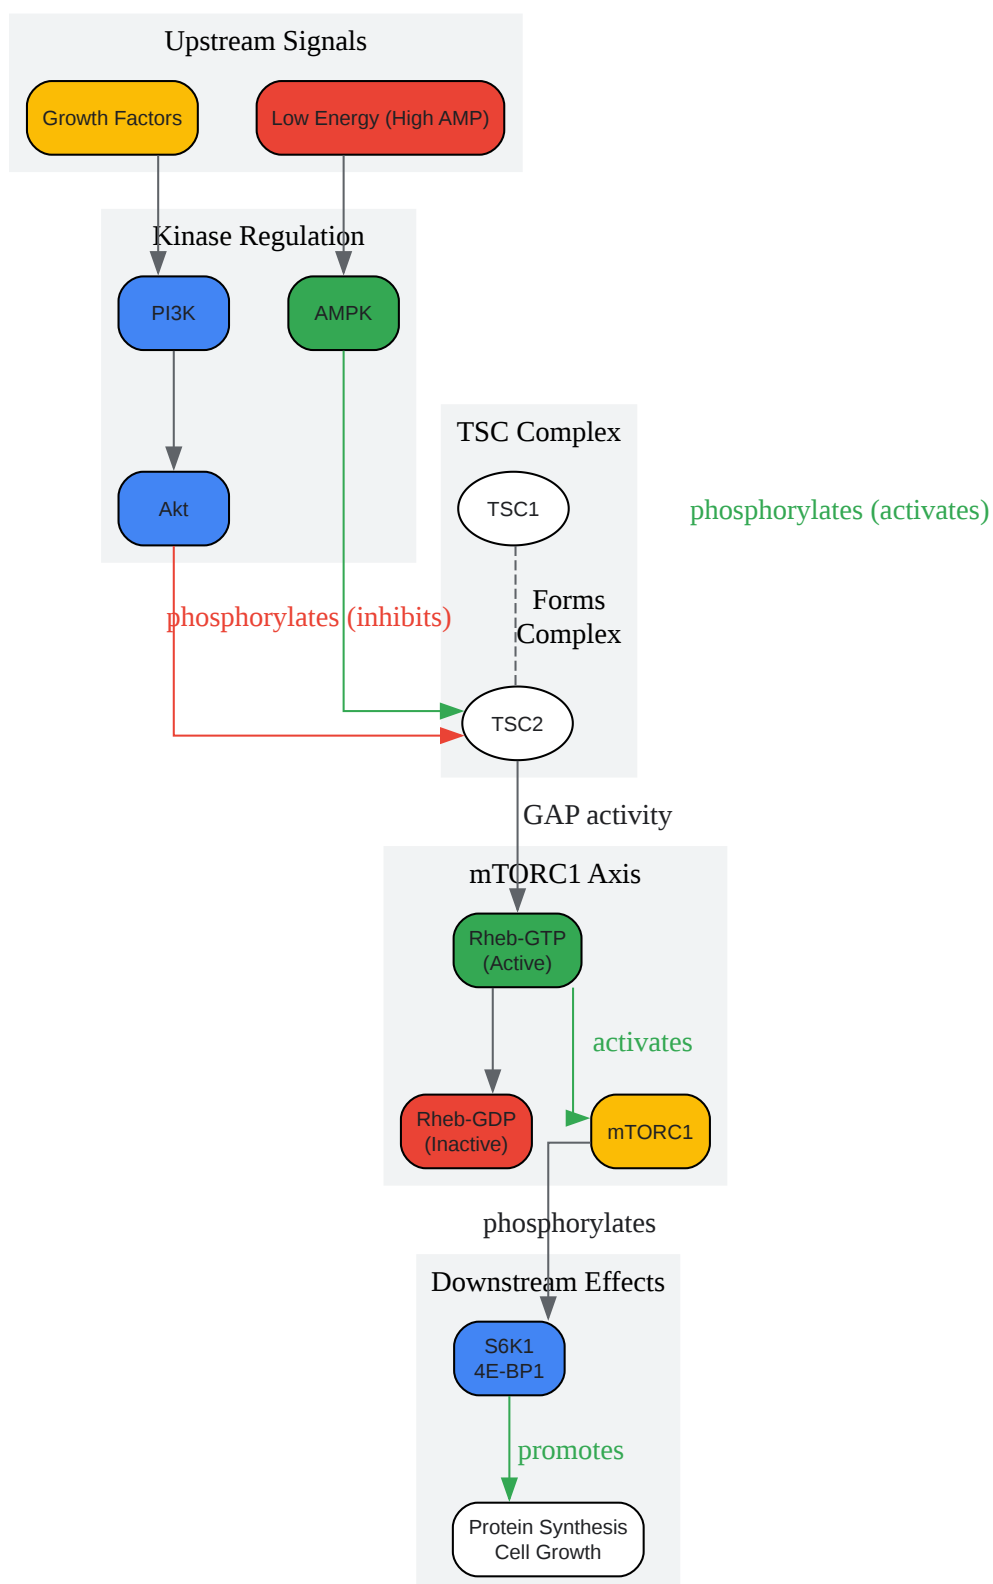 Upstream Signals
Growth Factors
Low Energy (High AMP)
Kinase Regulation
PI3K
AMPK
TSC Complex
Akt
TSC1
phosphorylates (activates)
phosphorylates (inhibits)
Forms
Complex
TSC2
GAP activity
mTORC1 Axis
Rheb-GTP
(Active)
activates
Rheb-GDP
(Inactive)
mTORC1
phosphorylates
Downstream Effects
S6K1
4E-BP1
promotes
Protein Synthesis
Cell Growth